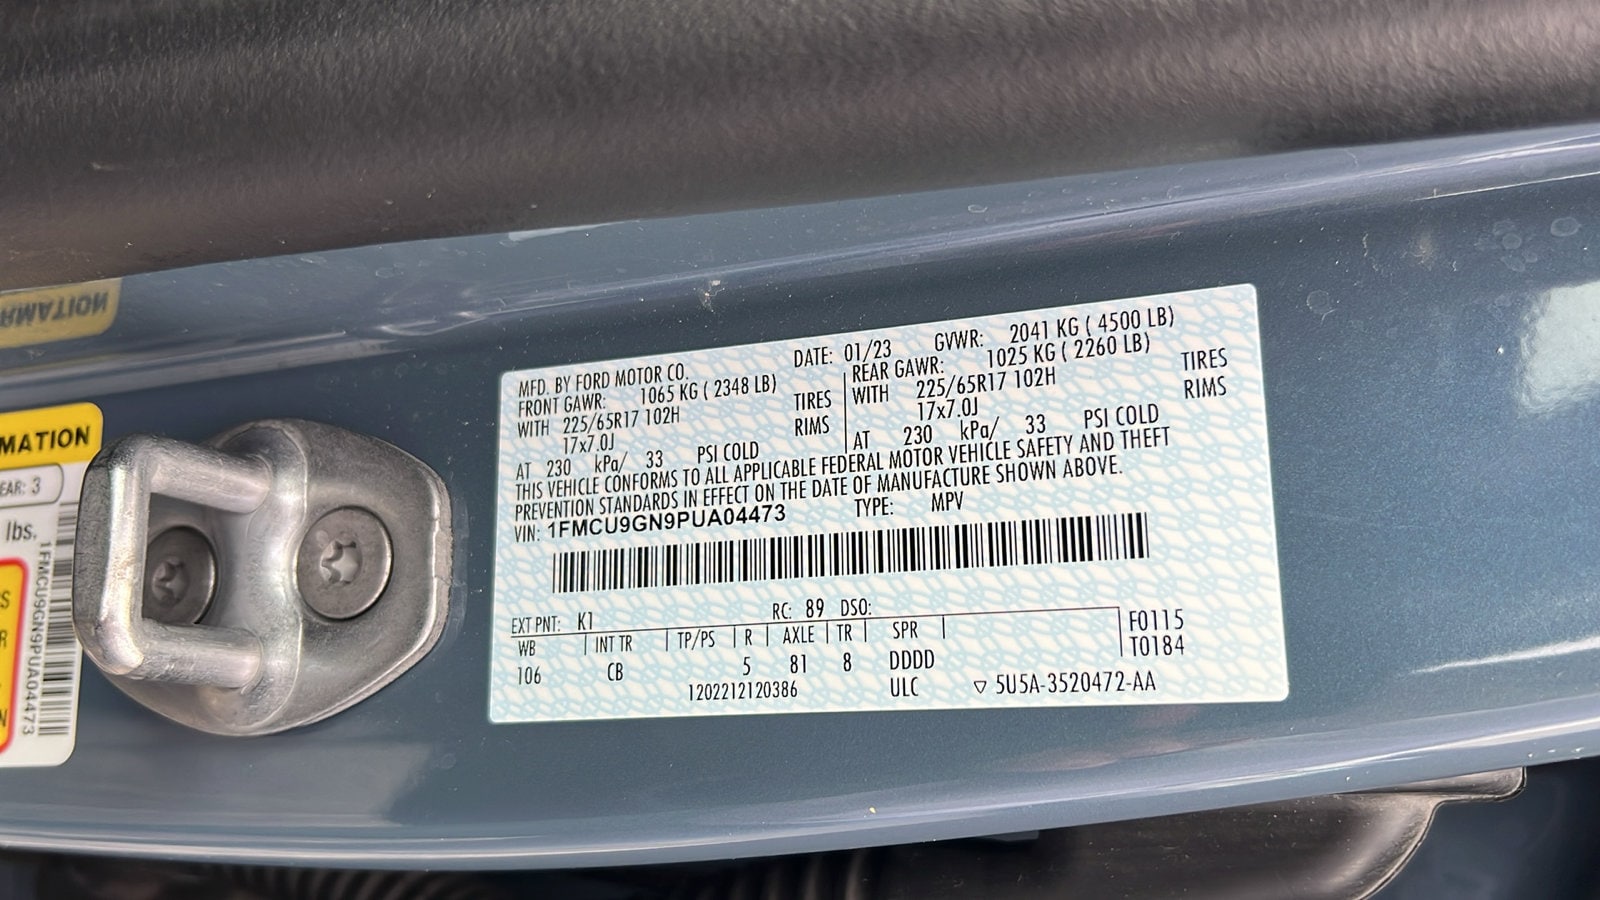 MATION
EAR: 3
lbs.
1FMCU9GN9PUA04473
MFD. BY FORD MOTOR CO. DATE: 01/23 GVWR: 2041 KG ( 4500 LB)
FRONT GAWR: 1065 KG ( 2348 LB) REAR GAWR: 1025 KG ( 2260 LB)
WITH 225/65R17 102H TIRES WITH 225/65R17 102H TIRES
17x7.0J RIMS 17x7.0J RIMS
AT 230 kPa/ 33 PSI COLD AT 230 kPa/ 33 PSI COLD
THIS VEHICLE CONFORMS TO ALL APPLICABLE FEDERAL MOTOR VEHICLE SAFETY AND THEFT
PREVENTION STANDARDS IN EFFECT ON THE DATE OF MANUFACTURE SHOWN ABOVE.
VIN: 1FMCU9GN9PUA04473 TYPE: MPV
EXT PNT: K1 RC: 89 DSO: F0115
WB INT TR TP/PS R AXLE TR SPR T0184
106 CB 5 81 8 DDDD
1202212120386 ULC ▽ 5U5A-3520472-AA